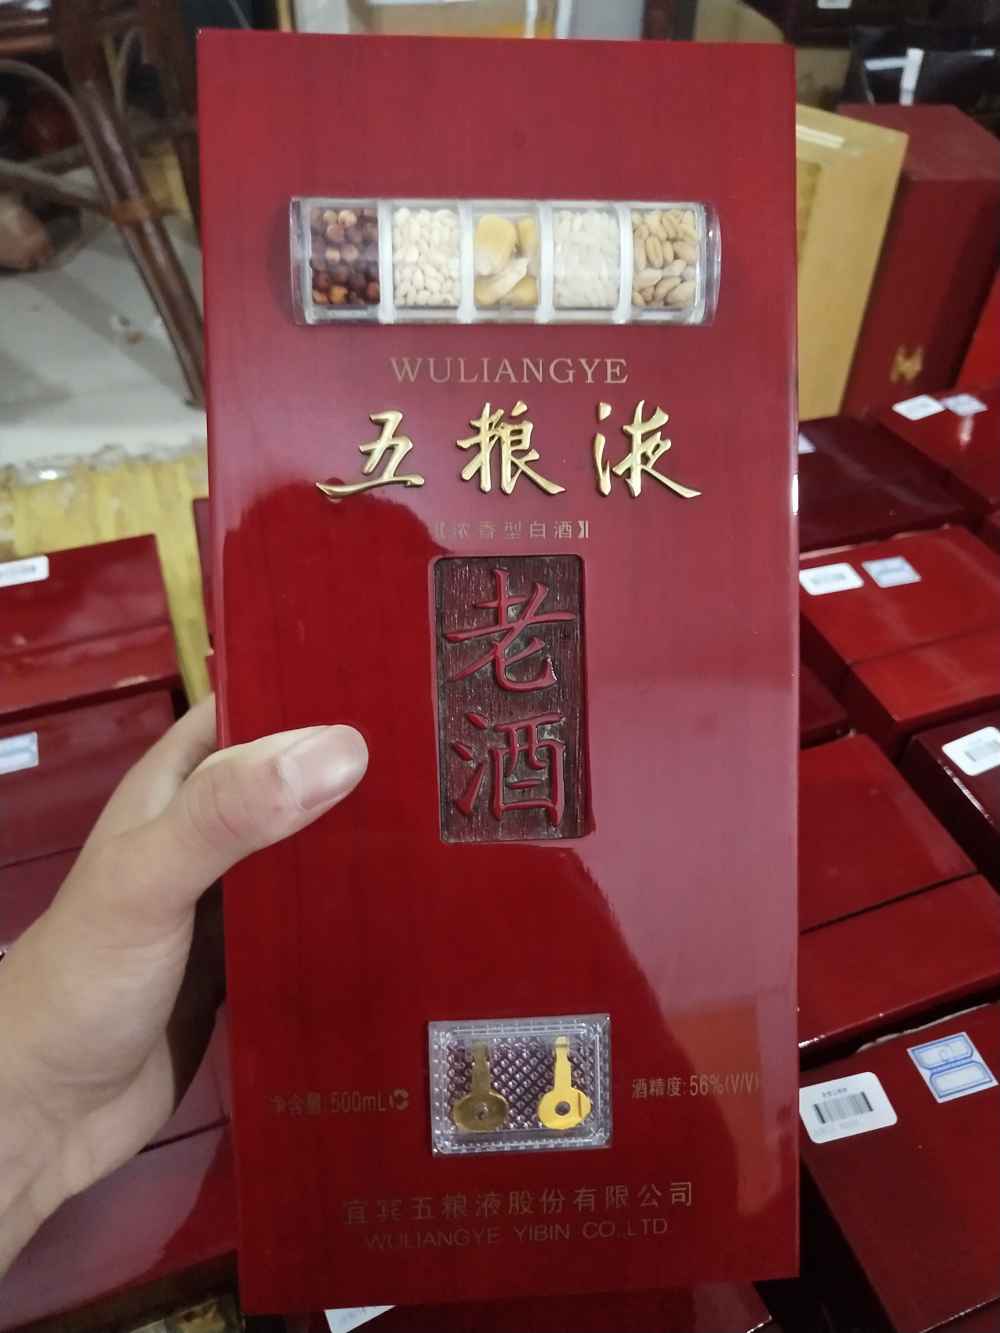 WULIANGYE
五粮液
【浓香型白酒】
老酒
净含量:500mL
酒精度:56%(V/V)
宜宾五粮液股份有限公司
WULIANGYE YIBIN CO.,LTD.